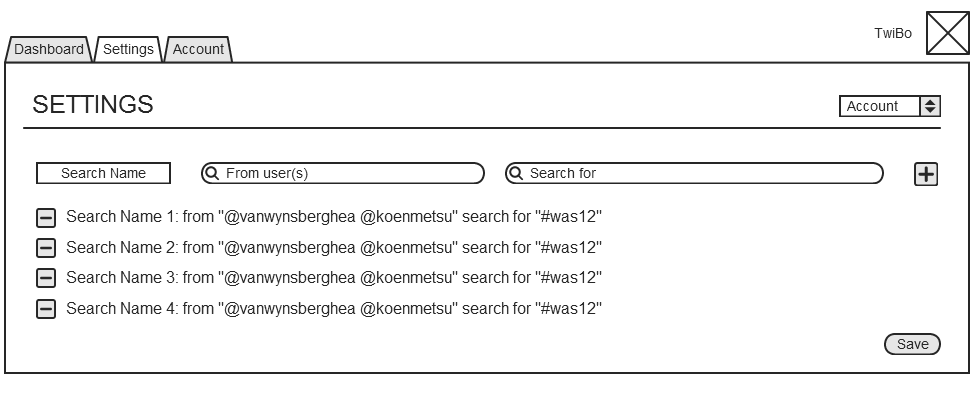 TwiBo
Dashboard Settings Account
SETTINGS
Account
Search Name From user(s) Search for
Search Name 1: from "@vanwynsberghea @koenmetsu" search for "#was12"
Search Name 2: from "@vanwynsberghea @koenmetsu" search for "#was12"
Search Name 3: from "@vanwynsberghea @koenmetsu" search for "#was12"
Search Name 4: from "@vanwynsberghea @koenmetsu" search for "#was12"
Save